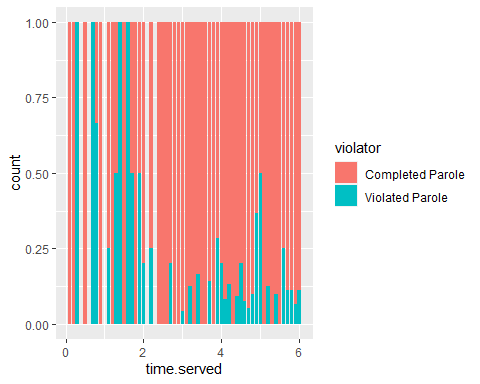 1.00
0.75
0.50
0.25
0.00
count
0
2
4
6
time.served
violator
Completed Parole
Violated Parole